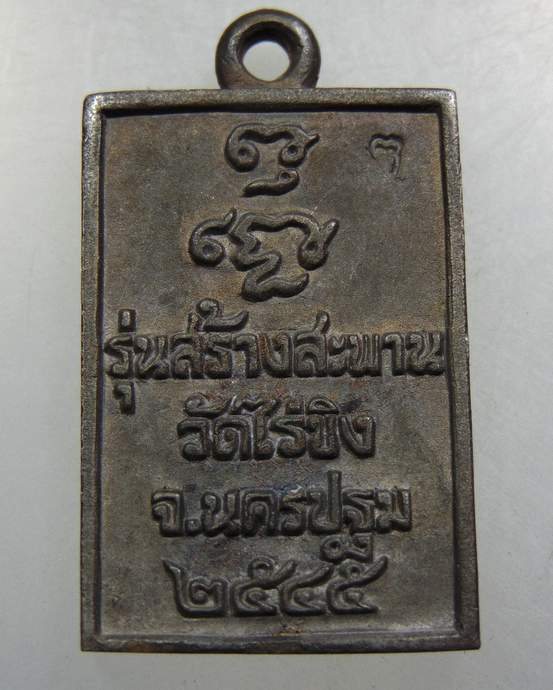 รุ่นสร้างสะพาน
วัดไร่ขิง
จ.นครปฐม
๒๕๔๕